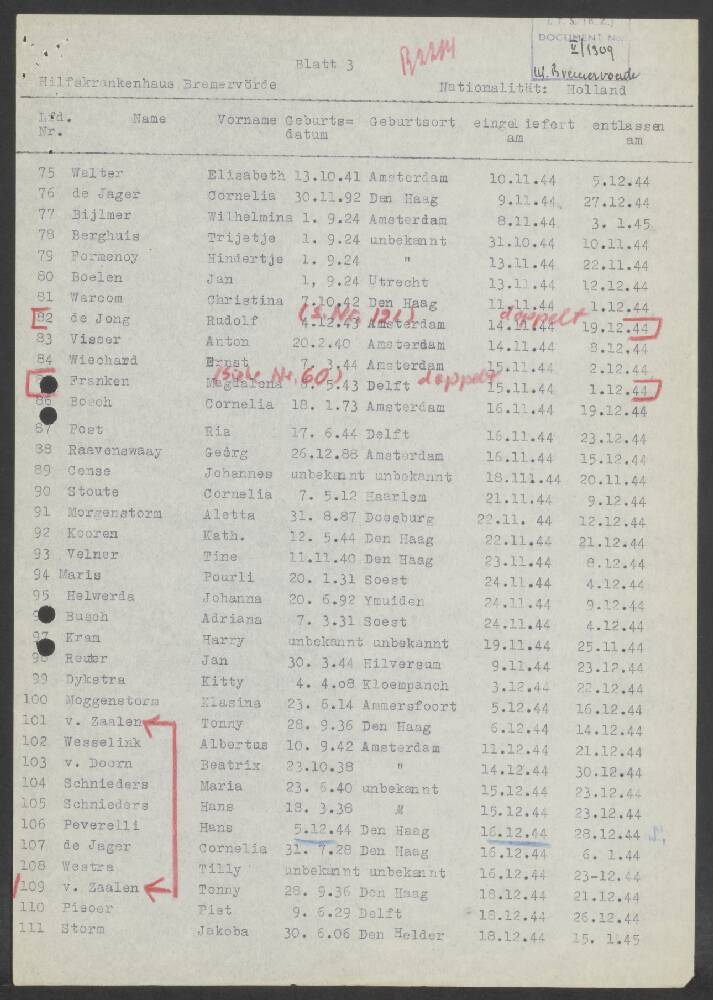 I. T. S. (B.Z.)
DOCUMENT No.
II/1309
Bremervoerde
Brem
Blatt 3
Hilfskrankenhaus Bremervörde Nationalität: Holland
Lfd. Nr. Name Vorname Geburts= datum Geburtsort eingeliefert am entlassen am
75 Walter Elisabeth 13.10.41 Amsterdam 10.11.44 5.12.44
76 de Jager Cornelia 30.11.92 Den Haag 9.11.44 27.12.44
77 Bijlmer Wilhelmina 1. 9.24 Amsterdam 8.11.44 3. 1.45
78 Berghuis Trijetje 1. 9.24 unbekannt 31.10.44 10.11.44
79 Formenoy Hindertje 1. 9.24 " 13.11.44 22.11.44
80 Boelen Jan 1, 9.24 Utrecht 13.11.44 12.12.44
81 Warcom Christina 7.10.42 Den Haag 11.11.44 1.12.44
(S. Nr. 121) doppelt
82 de Jong Rudolf 4.12.43 Amsterdam 14.11.44 19.12.44
83 Visser Anton 20.2.40 Amsterdam 14.11.44 8.12.44
84 Wiechard Ernst 7. 3.44 Amsterdam 15.11.44 2.12.44
(Siehe Nr. 60) doppelt
Franken Magdalena 5.43 Delft 15.11.44 1.12.44
86 Bosch Cornelia 18. 1.73 Amsterdam 16.11.44 19.12.44
87 Post Ria 17. 6.44 Delft 16.11.44 23.12.44
88 Raavenswaay Geörg 26.12.88 Amsterdam 16.11.44 15.12.44
89 Cense Johannes unbekannt unbekannt 18.111.44 20.11.44
90 Stoute Cornelia 7. 5.12 Haarlem 21.11.44 9.12.44
91 Morgenstorm Aletta 31. 8.87 Doesburg 22.11. 44 12.12.44
92 Kooren Kath. 12. 5.44 Den Haag 22.11.44 21.12.44
93 Velner Tine 11.11.40 Den Haag 23.11.44 8.12.44
94 Maris Pourli 20. 1.31 Soest 24.11.44 4.12.44
95 Helwerda Johanna 20. 6.92 Ymuiden 24.11.44 9.12.44
Busch Adriana 7. 3.31 Soest 24.11.44 4.12.44
97 Kram Harry unbekannt unbekannt 19.11.44 25.11.44
98 Reuter Jan 30. 3.44 Hilversum 9.11.44 23.12.44
99 Dykstra Kitty 4. 4.08 Kloempanch 3.12.44 22.12.44
100 Noggenstorm Klasina 23. 6.14 Ammersfoort 5.12.44 16.12.44
101 v. Zaalen Tonny 28. 9.36 Den Haag 6.12.44 14.12.44
102 Wesselink Albertus 10. 9.42 Amsterdam 11.12.44 21.12.44
103 v. Doorn Beatrix 23.10.38 " 14.12.44 30.12.44
104 Schnieders Maria 23. 6.40 unbekannt 15.12.44 23.12.44
105 Schnieders Hans 18. 3.38 " 15.12.44 23.12.44
106 Peverelli Hans 5.12.44 Den Haag 16.12.44 28.12.44
107 de Jager Cornelia 31. 7.28 Den Haag 16.12.44 6. 1.44
108 Westra Tilly unbekannt unbekannt 16.12.44 23-12.44
109 v. Zaalen Tonny 28. 9.36 Den Haag 18.12.44 21.12.44
110 Pisoer Piet 9. 6.29 Delft 18.12.44 26.12.44
111 Storm Jakoba 30. 6.06 Den Helder 18.12.44 15. 1.45